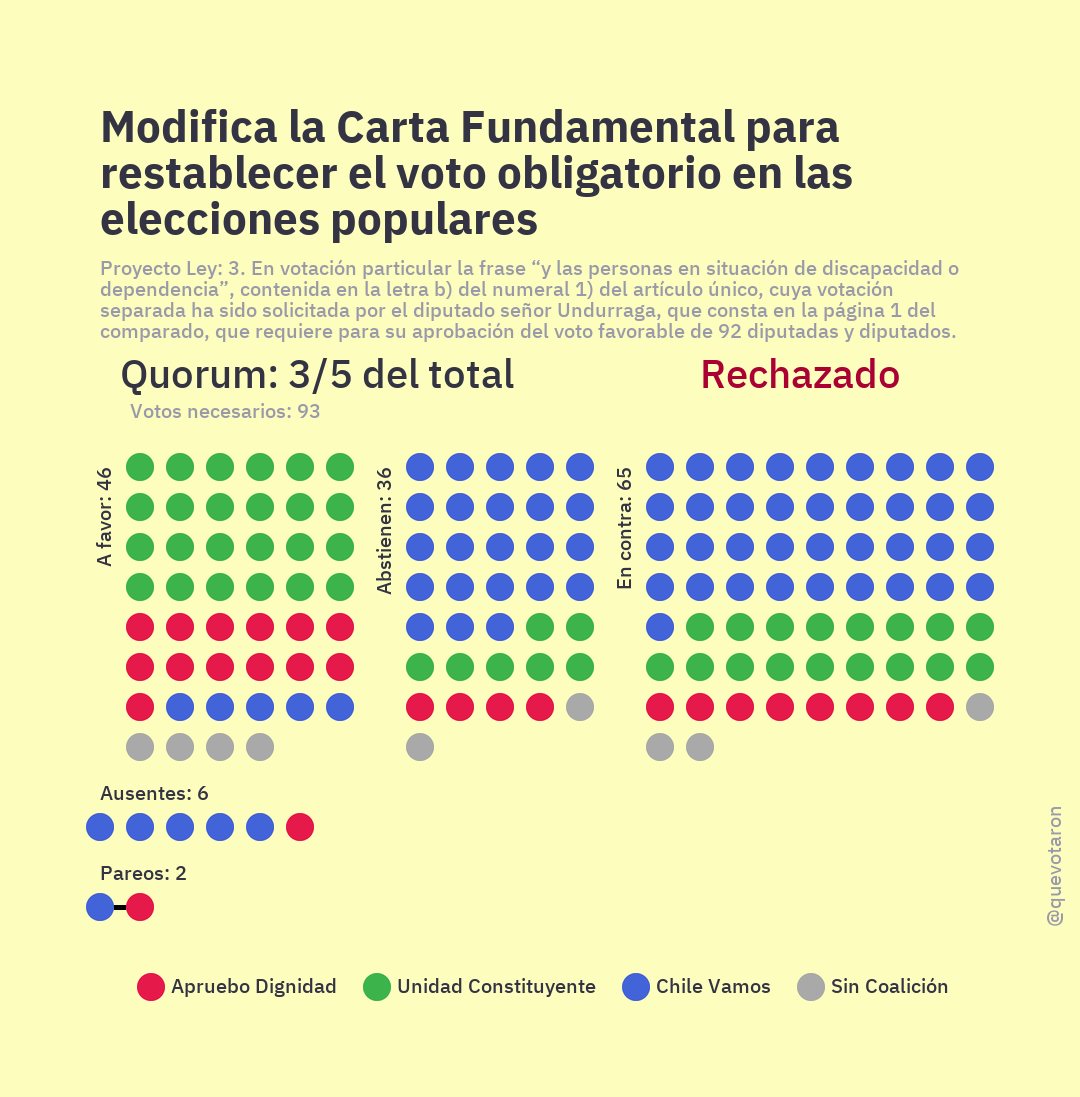 Modifica la Carta Fundamental para
restablecer el voto obligatorio en las
elecciones populares
Proyecto Ley: 3. En votación particular la frase “y las personas en situación de discapacidad o
dependencia”, contenida en la letra b) del numeral 1) del artículo único, cuya votación
separada ha sido solicitada por el diputado señor Undurraga, que consta en la página 1 del
comparado, que requiere para su aprobación del voto favorable de 92 diputadas y diputados.
Quorum: 3/5 del total
Rechazado
Votos necesarios: 93
A favor: 46
Abstienen: 36
En contra: 65
Ausentes: 6
Pareos: 2
@quevotaron
Apruebo Dignidad
Unidad Constituyente
Chile Vamos
Sin Coalición